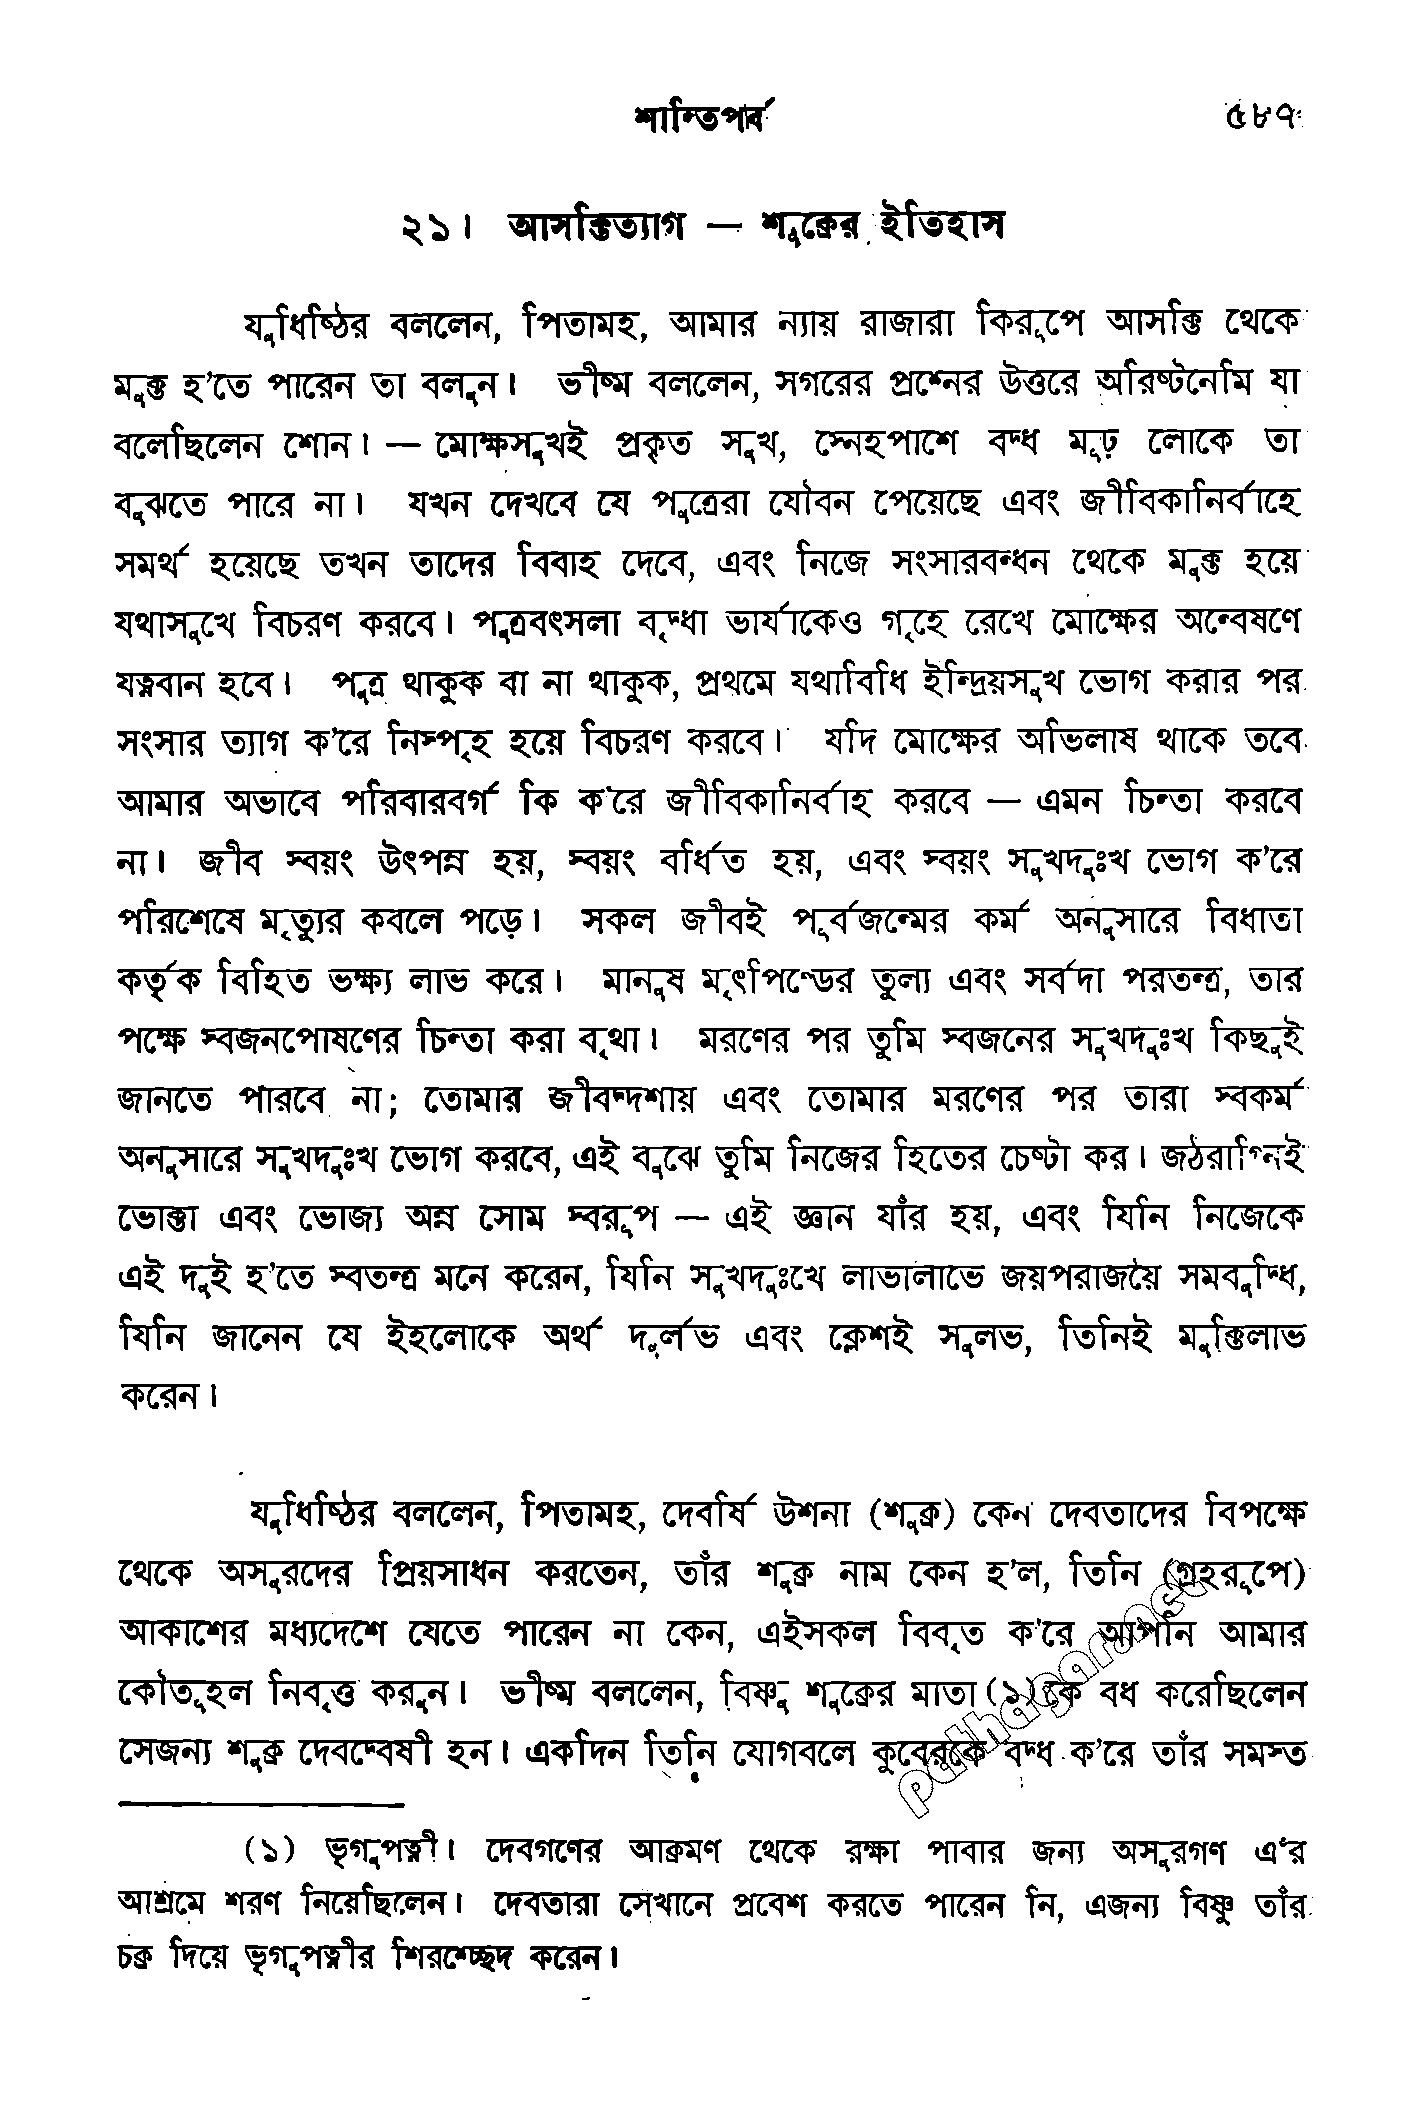 শান্তিপর্ব ৫৮৭
২১। আসক্তিত্যাগ — শুক্রের ইতিহাস
যুধিষ্ঠির বললেন, পিতামহ, আমার ন্যায় রাজারা কিরূপে আসক্তি থেকে
মুক্ত হ’তে পারেন তা বলুন। ভীষ্ম বললেন, সগরের প্রশ্নের উত্তরে অরিষ্টনেমি যা
বলেছিলেন শোন। — মোক্ষসুখই প্রকৃত সুখ, স্নেহপাশে বদ্ধ মূঢ় লোকে তা
বুঝতে পারে না। যখন দেখবে যে পুত্রেরা যৌবন পেয়েছে এবং জীবিকানির্বাহে
সমর্থ হয়েছে তখন তাদের বিবাহ দেবে, এবং নিজে সংসারবন্ধন থেকে মুক্ত হয়ে
যথাসুখে বিচরণ করবে। পুত্রবৎসলা বৃদ্ধা ভার্যাকেও গৃহে রেখে মোক্ষের অন্বেষণে
যত্নবান হবে। পুত্র থাকুক বা না থাকুক, প্রথমে যথাবিধি ইন্দ্রিয়সুখ ভোগ করার পর
সংসার ত্যাগ ক’রে নিস্পৃহ হয়ে বিচরণ করবে। যদি মোক্ষের অভিলাষ থাকে তবে
আমার অভাবে পরিবারবর্গ কি ক’রে জীবিকানির্বাহ করবে — এমন চিন্তা করবে
না। জীব স্বয়ং উৎপন্ন হয়, স্বয়ং বর্ধিত হয়, এবং স্বয়ং সুখদুঃখ ভোগ ক’রে
পরিশেষে মৃত্যুর কবলে পড়ে। সকল জীবই পূর্বজন্মের কর্ম অনুসারে বিধাতা
কর্তৃক বিহিত ভক্ষ্য লাভ করে। মানুষ মৃৎপিণ্ডের তুল্য এবং সর্বদা পরতন্ত্র, তার
পক্ষে স্বজনপোষণের চিন্তা করা বৃথা। মরণের পর তুমি স্বজনের সুখদুঃখ কিছুই
জানতে পারবে না; তোমার জীবদ্দশায় এবং তোমার মরণের পর তারা স্বকর্ম
অনুসারে সুখদুঃখ ভোগ করবে, এই বুঝে তুমি নিজের হিতের চেষ্টা কর। জঠরাগ্নিই
ভোক্তা এবং ভোজ্য অন্ন সোম স্বরূপ — এই জ্ঞান যাঁর হয়, এবং যিনি নিজেকে
এই দুই হ’তে স্বতন্ত্র মনে করেন, যিনি সুখদুঃখে লাভালাভে জয়পরাজয়ে সমবুদ্ধি,
যিনি জানেন যে ইহলোকে অর্থ দুর্লভ এবং ক্লেশই সুলভ, তিনিই মুক্তিলাভ
করেন।
যুধিষ্ঠির বললেন, পিতামহ, দেবর্ষি উশনা (শুক্র) কেন দেবতাদের বিপক্ষে
থেকে অসুরদের প্রিয়সাধন করতেন, তাঁর শুক্র নাম কেন হ’ল, তিনি (গ্রহরূপে)
আকাশের মধ্যদেশে যেতে পারেন না কেন, এইসকল বিবৃত ক’রে আপনি আমার
কৌতূহল নিবৃত্ত করুন। ভীষ্ম বললেন, বিষ্ণু শুক্রের মাতা (১)কে বধ করেছিলেন
সেজন্য শুক্র দেবদ্বেষী হন। একদিন তিনি যোগবলে কুবেরকে বদ্ধ ক’রে তাঁর সমস্ত
(১) ভৃগুপত্নী। দেবগণের আক্রমণ থেকে রক্ষা পাবার জন্য অসুরগণ এঁর
আশ্রমে শরণ নিয়েছিলেন। দেবতারা সেখানে প্রবেশ করতে পারেন নি, এজন্য বিষ্ণু তাঁর
চক্র দিয়ে ভৃগুপত্নীর শিরশ্ছেদ করেন।
pathagar.net